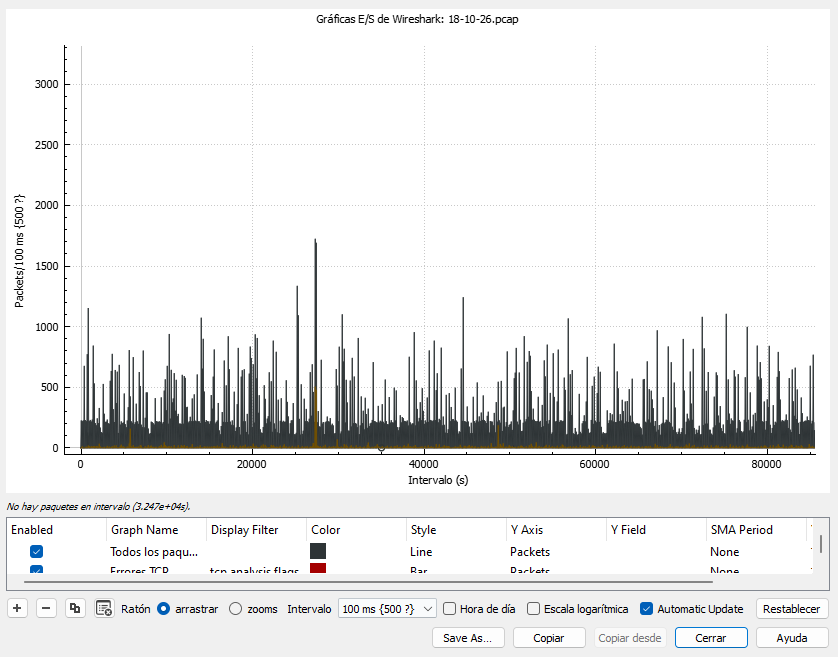 Gráficas E/S de Wireshark: 18-10-26.pcap
Packets/100 ms {500 ?}
3000
2500
2000
1500
1000
500
0
0 20000 40000 60000 80000
Intervalo (s)
No hay paquetes en intervalo (3.247e+04s).
Enabled Graph Name Display Filter Color Style Y Axis Y Field SMA Period
Todos los paqu... Line Packets None
Errores TCP tcp.analysis.flags Bar Packets None
+ − Ratón arrastrar zooms Intervalo 100 ms {500 ?} Hora de día Escala logarítmica Automatic Update Restablecer
Save As... Copiar Copiar desde Cerrar Ayuda